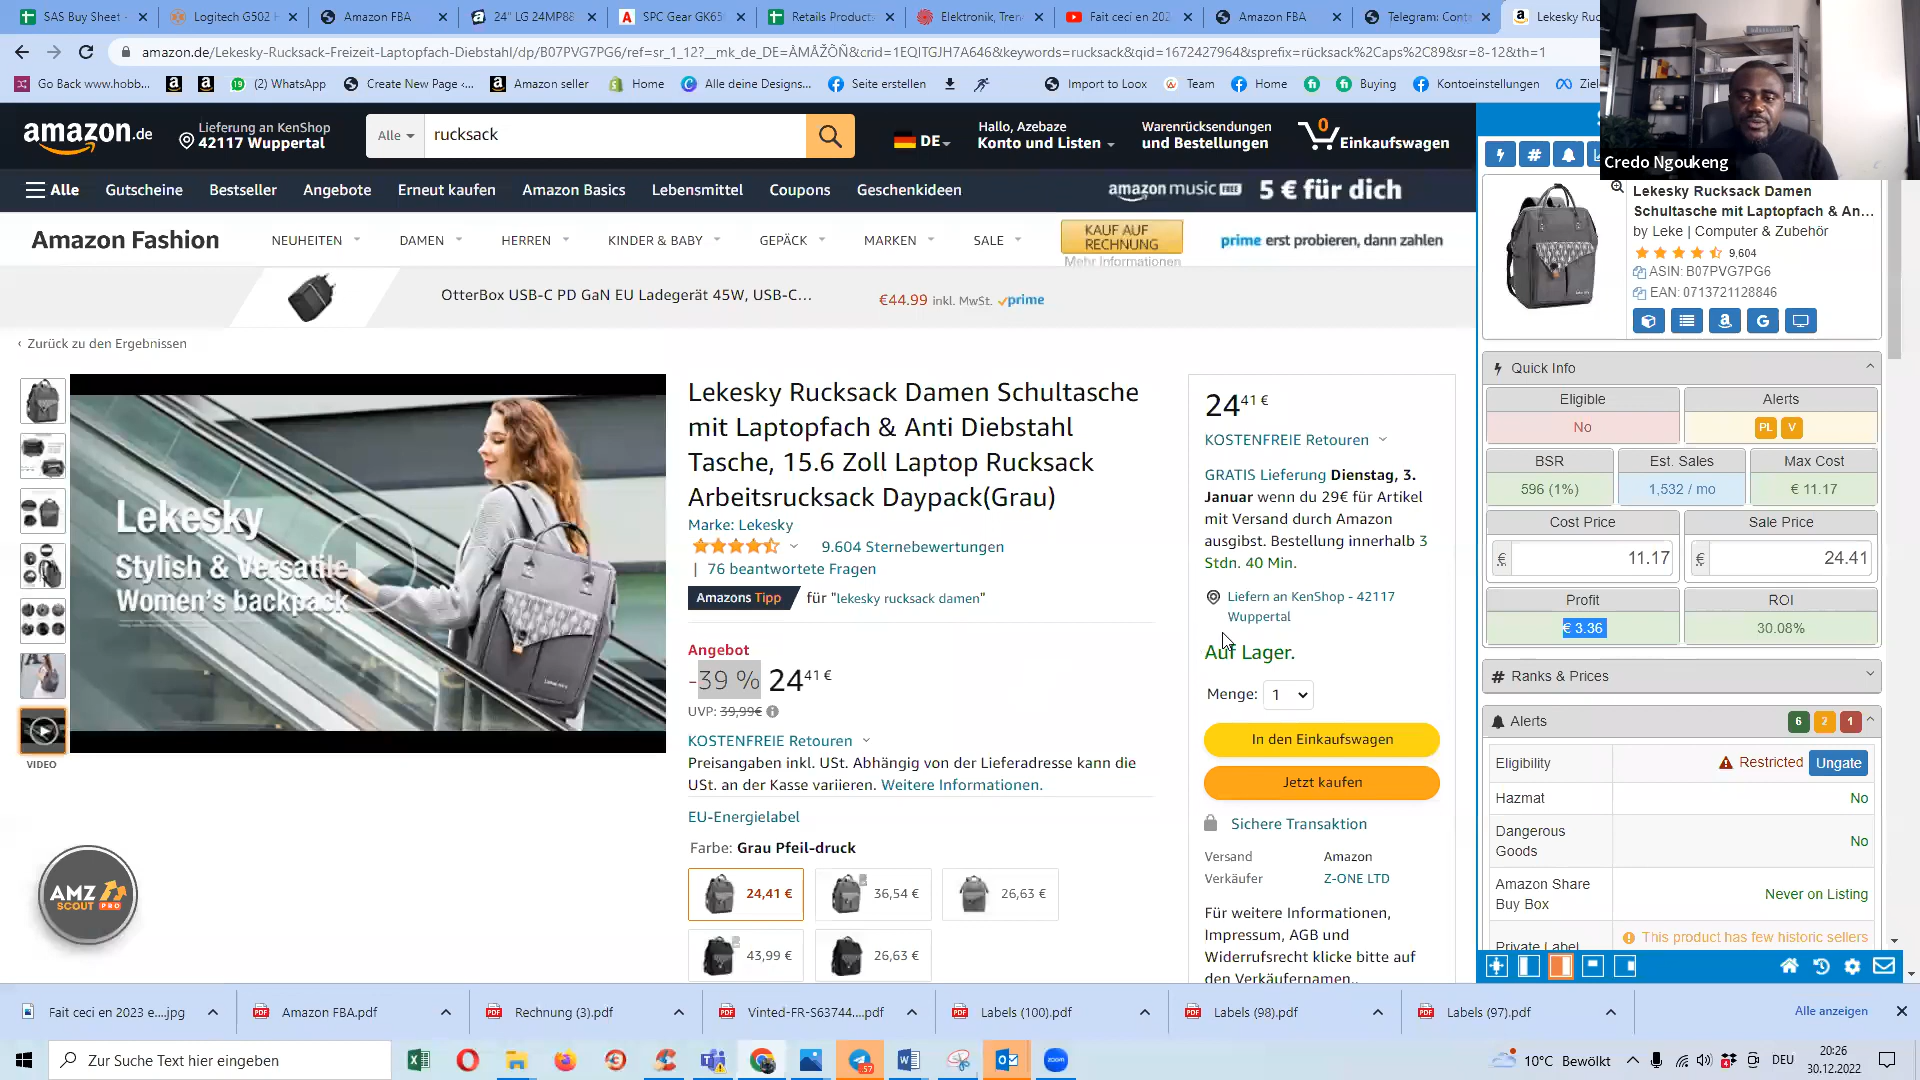 SAS Buy Sheet -
Logitech G502 H
Amazon FBA
24" LG 24MP88
SPC Gear GK65
Retails Products
Elektronik, Tren
Fait ceci en 202
Amazon FBA
Telegram: Conta
Lekesky Ruc
amazon.de/Lekesky-Rucksack-Freizeit-Laptopfach-Diebstahl/dp/B07PVG7PG6/ref=sr_1_12?__mk_de_DE=ÅMÅŽÕÑ&crid=1EQITGJH7A646&keywords=rucksack&qid=1672427964&sprefix=rücksack%2Caps%2C89&sr=8-12&th=1
Go Back www.hobb...
(2) WhatsApp
Create New Page ‹...
Amazon seller
Home
Alle deine Designs...
Seite erstellen
Import to Loox
Team
Home
Buying
Kontoeinstellungen
Ziel
Credo Ngoukeng
amazon.de
Lieferung an KenShop
42117 Wuppertal
Alle
rucksack
DE
Hallo, Azebaze
Konto und Listen
Warenrücksendungen
und Bestellungen
0
Einkaufswagen
Alle
Gutscheine
Bestseller
Angebote
Erneut kaufen
Amazon Basics
Lebensmittel
Coupons
Geschenkideen
amazon music FREE 5 € für dich
Amazon Fashion
NEUHEITEN
DAMEN
HERREN
KINDER & BABY
GEPÄCK
MARKEN
SALE
KAUF AUF
RECHNUNG
Mehr Informationen
prime erst probieren, dann zahlen
OtterBox USB-C PD GaN EU Ladegerät 45W, USB-C...
€44.99 inkl. MwSt. prime
‹ Zurück zu den Ergebnissen
Lekesky
Stylish & Versatile
Women's backpack
VIDEO
AMZ
SCOUT PRO
Lekesky Rucksack Damen Schultasche
mit Laptopfach & Anti Diebstahl
Tasche, 15.6 Zoll Laptop Rucksack
Arbeitsrucksack Daypack(Grau)
Marke: Lekesky
9.604 Sternebewertungen
| 76 beantwortete Fragen
Amazons Tipp für "lekesky rucksack damen"
Angebot
-39 % 24 41 €
UVP: 39,99€
KOSTENFREIE Retouren
Preisangaben inkl. USt. Abhängig von der Lieferadresse kann die
USt. an der Kasse variieren. Weitere Informationen.
EU-Energielabel
Farbe: Grau Pfeil-druck
24,41 €
36,54 €
26,63 €
43,99 €
26,63 €
24 41 €
KOSTENFREIE Retouren
GRATIS Lieferung Dienstag, 3.
Januar wenn du 29€ für Artikel
mit Versand durch Amazon
ausgibst. Bestellung innerhalb 3
Stdn. 40 Min.
Liefern an KenShop - 42117
Wuppertal
Auf Lager.
Menge: 1
In den Einkaufswagen
Jetzt kaufen
Sichere Transaktion
Versand Amazon
Verkäufer Z-ONE LTD
Für weitere Informationen,
Impressum, AGB und
Widerrufsrecht klicke bitte auf
den Verkäufernamen..
Lekesky Rucksack Damen
Schultasche mit Laptopfach & An...
by Leke | Computer & Zubehör
9,604
ASIN: B07PVG7PG6
EAN: 0713721128846
Quick Info
Eligible
Alerts
No
PL V
BSR
Est. Sales
Max Cost
596 (1%)
1,532 / mo
€ 11.17
Cost Price
Sale Price
€ 11.17
€ 24.41
Profit
ROI
€ 3.36
30.08%
# Ranks & Prices
Alerts
6 2 1
Eligibility
Restricted
Ungate
Hazmat
No
Dangerous
Goods
No
Amazon Share
Buy Box
Never on Listing
Private Label
This product has few historic sellers
Fait ceci en 2023 e....jpg
Amazon FBA.pdf
Rechnung (3).pdf
Vinted-FR-S63744....pdf
Labels (100).pdf
Labels (98).pdf
Labels (97).pdf
Alle anzeigen
Zur Suche Text hier eingeben
10°C Bewölkt
DEU
20:26
30.12.2022